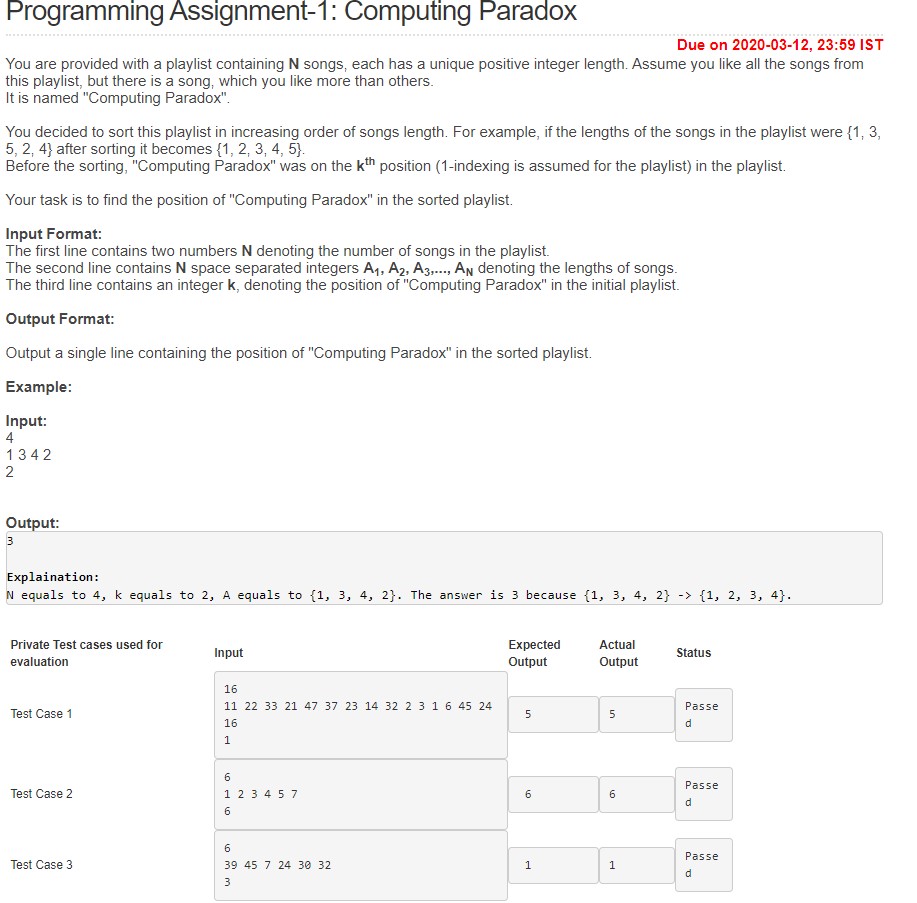 Programming Assignment-1: Computing Paradox
Due on 2020-03-12, 23:59 IST
You are provided with a playlist containing N songs, each has a unique positive integer length. Assume you like all the songs from
this playlist, but there is a song, which you like more than others.
It is named "Computing Paradox".
You decided to sort this playlist in increasing order of songs length. For example, if the lengths of the songs in the playlist were {1, 3,
5, 2, 4} after sorting it becomes {1, 2, 3, 4, 5}.
Before the sorting, "Computing Paradox" was on the kth position (1-indexing is assumed for the playlist) in the playlist.
Your task is to find the position of "Computing Paradox" in the sorted playlist.
Input Format:
The first line contains two numbers N denoting the number of songs in the playlist.
The second line contains N space separated integers A1, A2, A3,..., AN denoting the lengths of songs.
The third line contains an integer k, denoting the position of "Computing Paradox" in the initial playlist.
Output Format:
Output a single line containing the position of "Computing Paradox" in the sorted playlist.
Example:
Input:
4
1 3 4 2
2
Output:
3
Explaination:
N equals to 4, k equals to 2, A equals to {1, 3, 4, 2}. The answer is 3 because {1, 3, 4, 2} -> {1, 2, 3, 4}.
Private Test cases used for
evaluation
Input
Expected
Output
Actual
Output
Status
Test Case 1
16
11 22 33 21 47 37 23 14 32 2 3 1 6 45 24
16
1
5
5
Passe
d
Test Case 2
6
1 2 3 4 5 7
6
6
6
Passe
d
Test Case 3
6
39 45 7 24 30 32
3
1
1
Passe
d